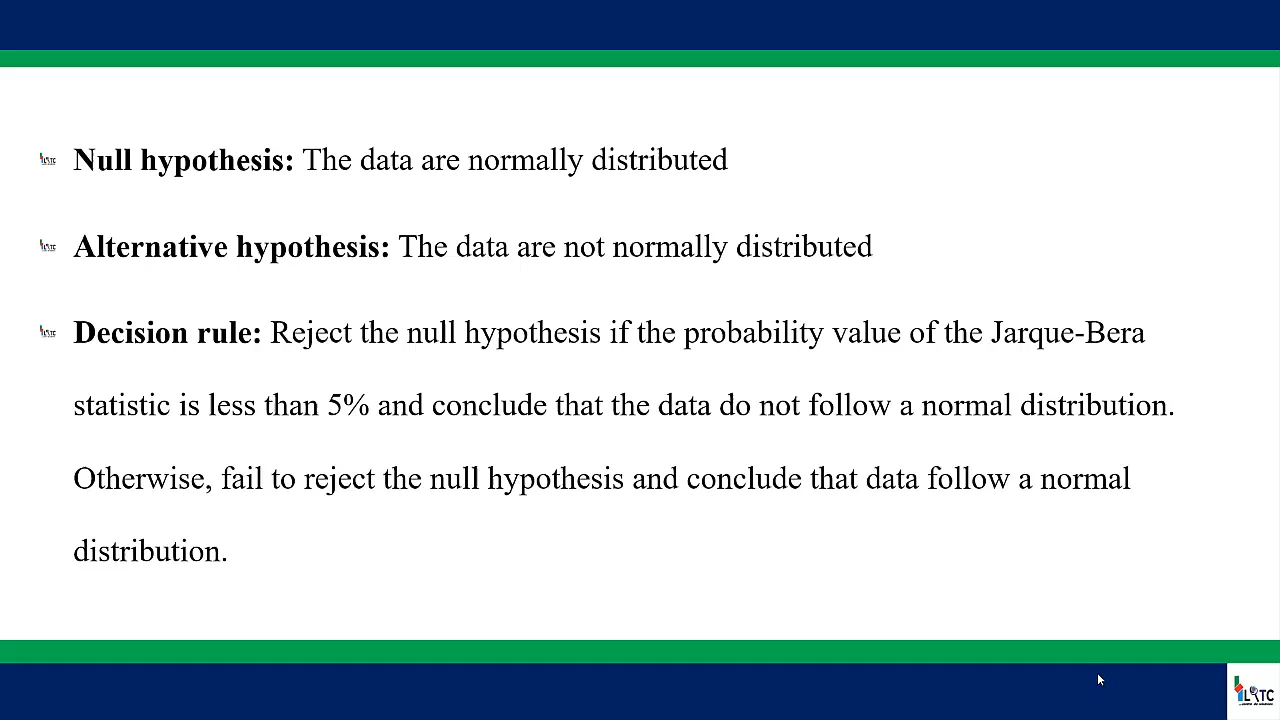 Null hypothesis: The data are normally distributed
Alternative hypothesis: The data are not normally distributed
Decision rule: Reject the null hypothesis if the probability value of the Jarque-Bera
statistic is less than 5% and conclude that the data do not follow a normal distribution.
Otherwise, fail to reject the null hypothesis and conclude that data follow a normal
distribution.